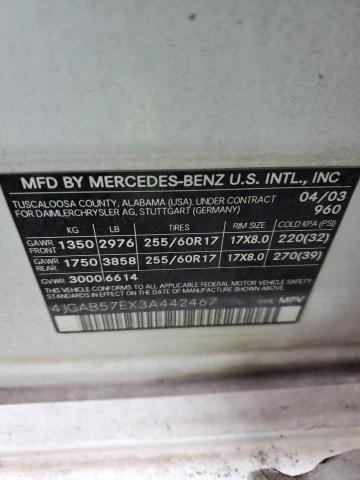 MFD BY MERCEDES-BENZ U.S. INTL., INC
TUSCALOOSA COUNTY, ALABAMA (USA). UNDER CONTRACT 04/03
FOR DAIMLERCHRYSLER AG, STUTTGART (GERMANY) 960
KG LB TIRES RIM SIZE COLD KPA (PSI)
GAWR FRONT 1350 2976 255/60R17 17X8.0 220(32)
GAWR REAR 1750 3858 255/60R17 17X8.0 270(39)
GVWR 3000 6614
THIS VEHICLE CONFORMS TO ALL APPLICABLE FEDERAL MOTOR VEHICLE SAFETY STANDARDS IN EFFECT ON THE DATE OF MANUFACTURE SHOWN ABOVE.
4JGAB57EX3A442467 TYPE: MPV